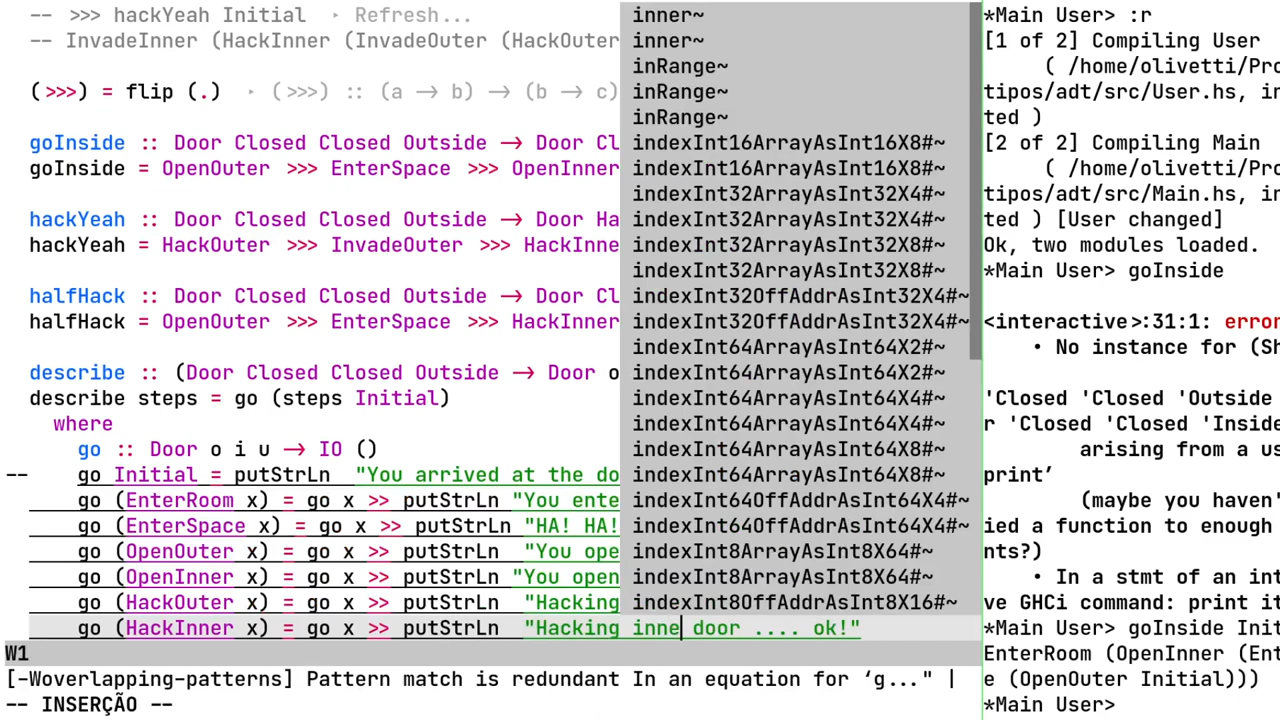 -- >>> hackYeah Initial ‣ Refresh...
-- InvadeInner (HackInner (InvadeOuter (HackOuter
(>>>) = flip (.) ‣ (>>>) :: (a -> b) -> (b -> c)
goInside :: Door Closed Closed Outside -> Door Cl
goInside = OpenOuter >>> EnterSpace >>> OpenInner
hackYeah :: Door Closed Closed Outside -> Door Ha
hackYeah = HackOuter >>> InvadeOuter >>> HackInne
halfHack :: Door Closed Closed Outside -> Door Cl
halfHack = OpenOuter >>> EnterSpace >>> HackInner
describe :: (Door Closed Closed Outside -> Door o
describe steps = go (steps Initial)
where
go :: Door o i u -> IO ()
-- go Initial = putStrLn "You arrived at the do
go (EnterRoom x) = go x >> putStrLn "You ente
go (EnterSpace x) = go x >> putStrLn "HA! HA!
go (OpenOuter x) = go x >> putStrLn "You ope
go (OpenInner x) = go x >> putStrLn "You open
go (HackOuter x) = go x >> putStrLn "Hacking
go (HackInner x) = go x >> putStrLn "Hacking inne door .... ok!"
W1
[-Woverlapping-patterns] Pattern match is redundant In an equation for ‘g..." |
-- INSERÇÃO --
inner~
inner~
inRange~
inRange~
inRange~
indexInt16ArrayAsInt16X8#~
indexInt16ArrayAsInt16X8#~
indexInt32ArrayAsInt32X4#~
indexInt32ArrayAsInt32X4#~
indexInt32ArrayAsInt32X8#~
indexInt32ArrayAsInt32X8#~
indexInt32OffAddrAsInt32X4#~
indexInt32OffAddrAsInt32X4#~
indexInt64ArrayAsInt64X2#~
indexInt64ArrayAsInt64X2#~
indexInt64ArrayAsInt64X4#~
indexInt64ArrayAsInt64X4#~
indexInt64ArrayAsInt64X8#~
indexInt64ArrayAsInt64X8#~
indexInt64OffAddrAsInt64X4#~
indexInt64OffAddrAsInt64X4#~
indexInt8ArrayAsInt8X64#~
indexInt8ArrayAsInt8X64#~
indexInt8OffAddrAsInt8X16#~
*Main User> :r
[1 of 2] Compiling User
( /home/olivetti/Pro
tipos/adt/src/User.hs, in
ted )
[2 of 2] Compiling Main
( /home/olivetti/Pro
tipos/adt/src/Main.hs, in
ted ) [User changed]
Ok, two modules loaded.
*Main User> goInside
<interactive>:31:1: error
• No instance for (Sh
'Closed 'Closed 'Outside
r 'Closed 'Closed 'Inside
arising from a us
print’
(maybe you haven'
ied a function to enough
nts?)
• In a stmt of an int
ve GHCi command: print it
*Main User> goInside Init
EnterRoom (OpenInner (Ent
e (OpenOuter Initial)))
*Main User>